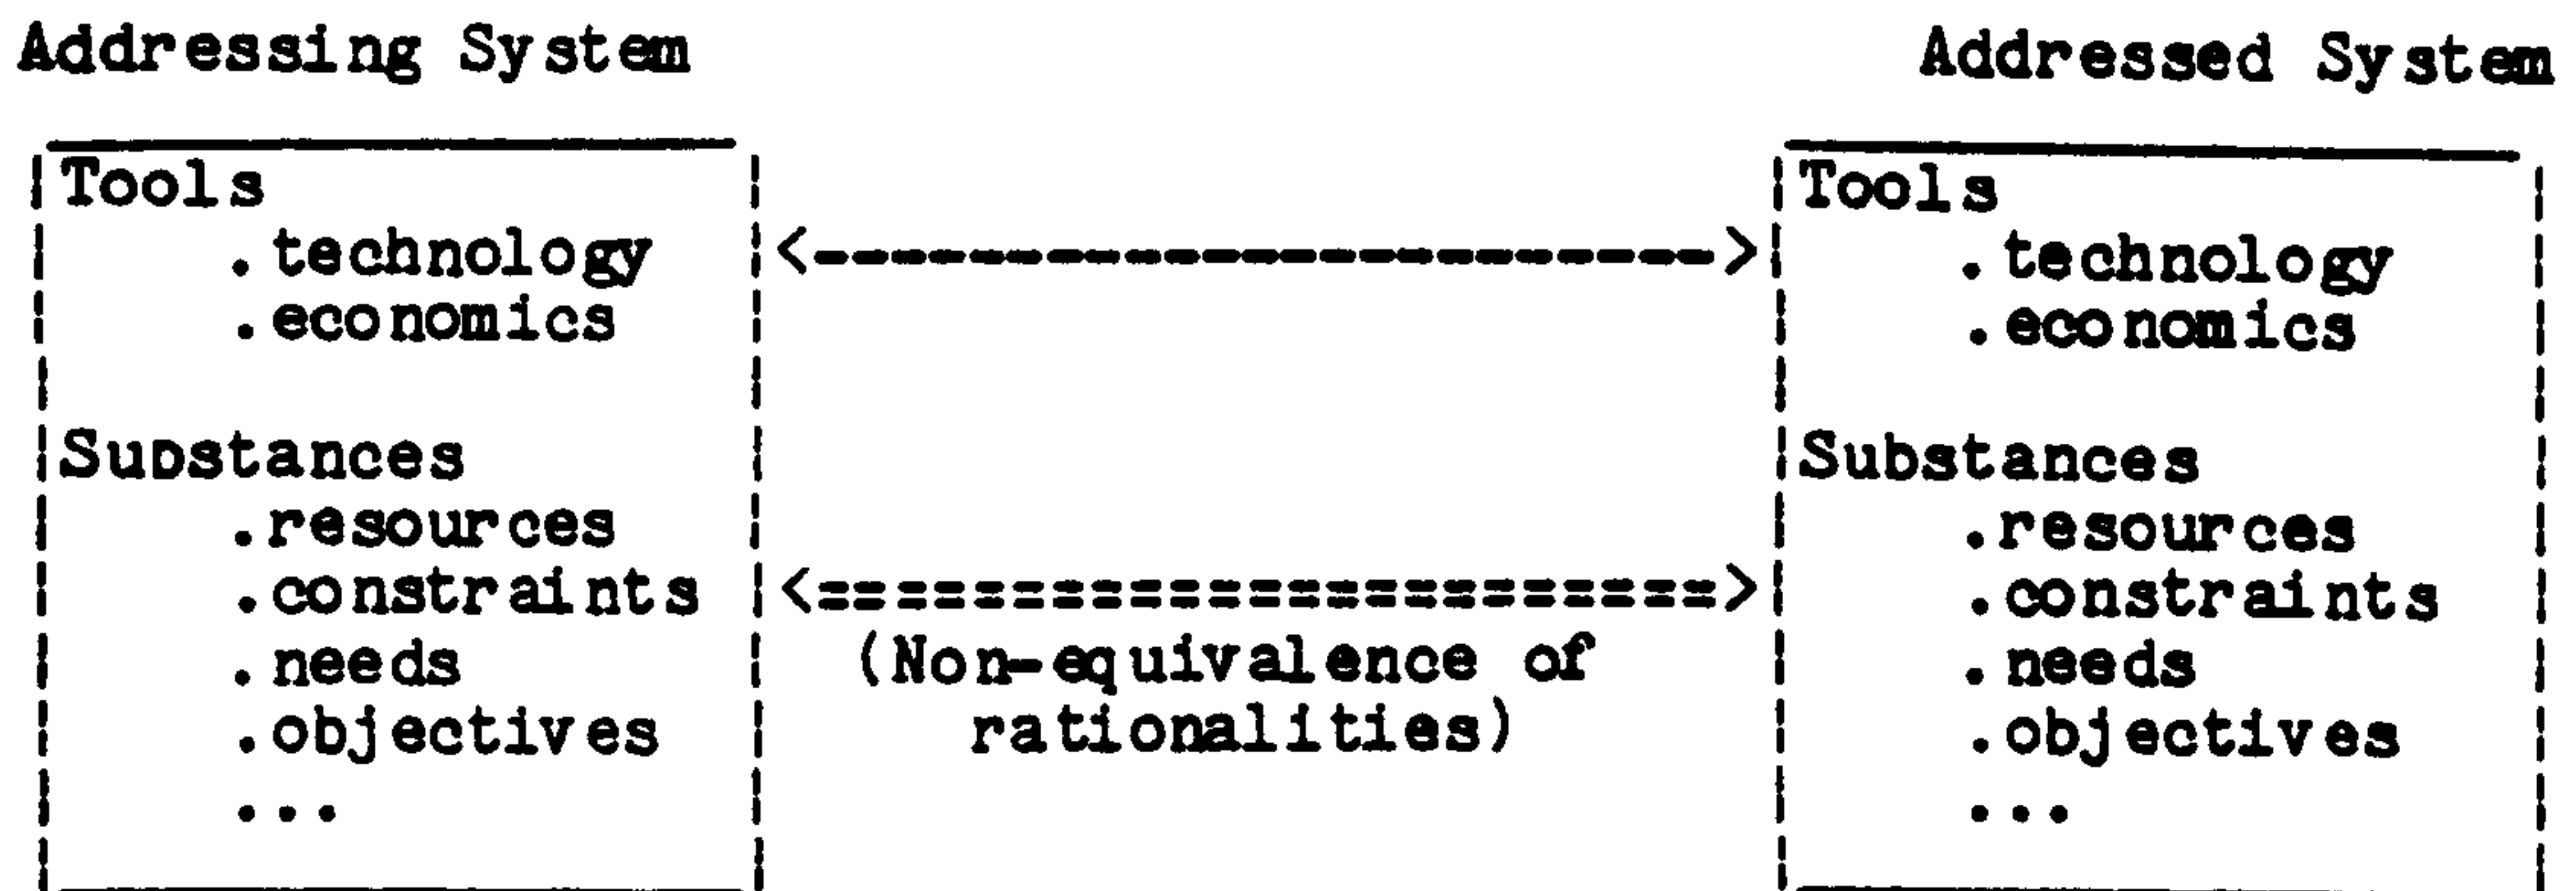 Addressing System Addressed System
Tools Tools
.technology <-----------------------> .technology
.economics .economics
Substances Substances
.resources .resources
.constraints <=======================> .constraints
.needs (Non-equivalence of .needs
.objectives rationalities) .objectives
... ...